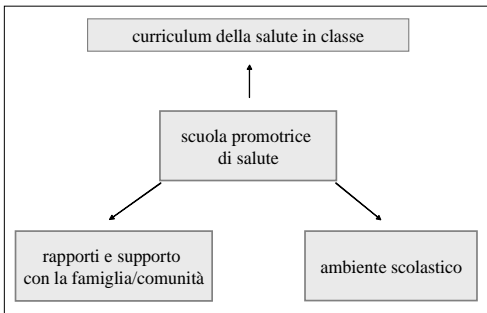 curriculum della salute in classe
scuola promotrice
di salute
rapporti e supporto
con la famiglia/comunità
ambiente scolastico